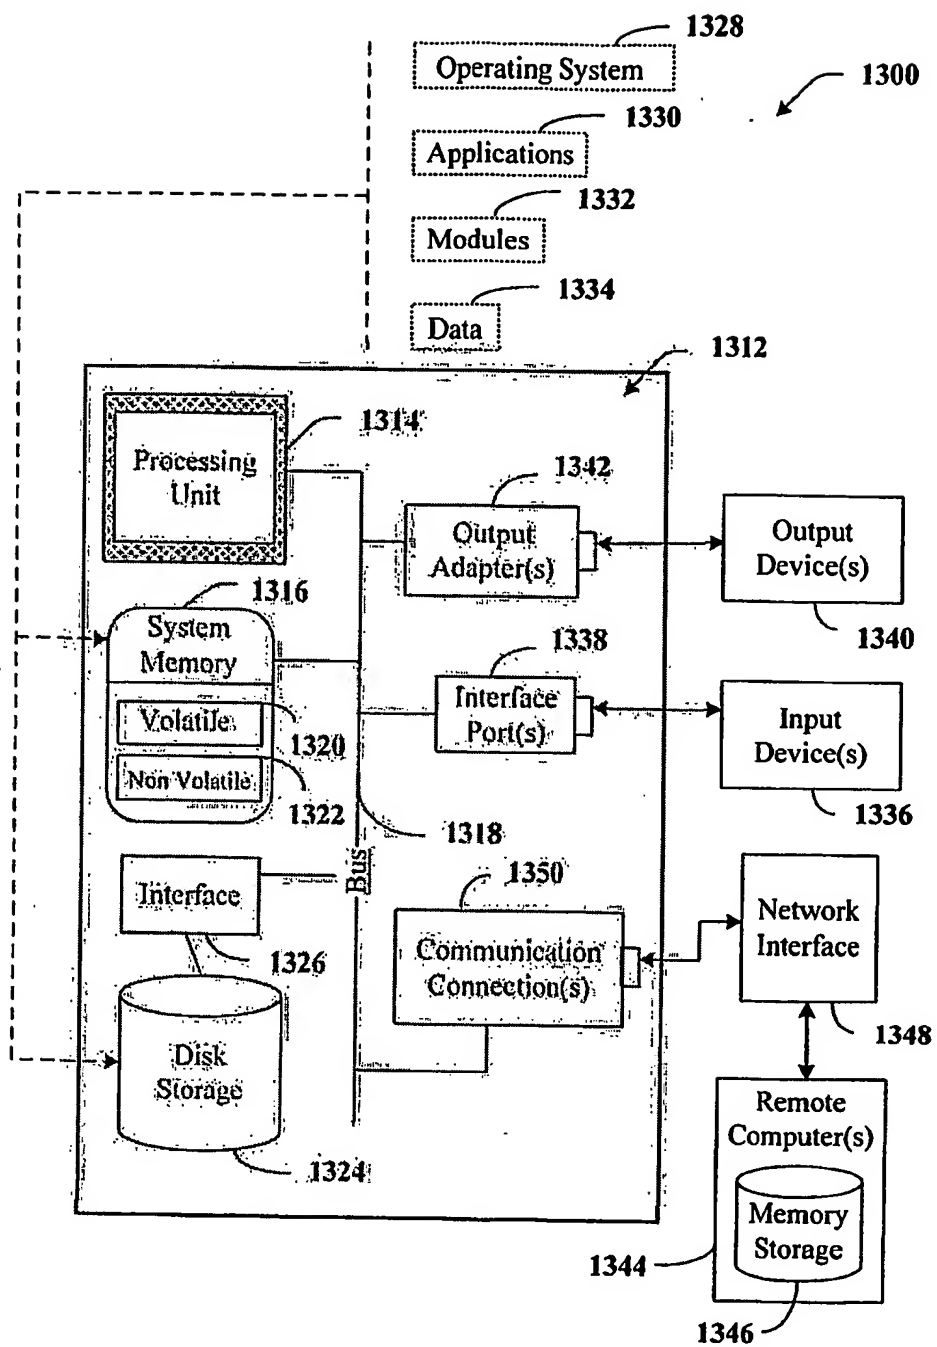 1328
Operating System
1300
1330
Applications
1332
Modules
1334
Data
1312
1314
Processing
Unit
1342
Output
Adapter(s)
Output
Device(s)
1340
1316
System
Memory
1338
Interface
Port(s)
Input
Device(s)
1336
Volatile
1320
Non Volatile
1322
1318
Bus
1350
Interface
1326
Communication
Connection(s)
Network
Interface
1348
Disk
Storage
1324
Remote
Computer(s)
Memory
Storage
1344
1346